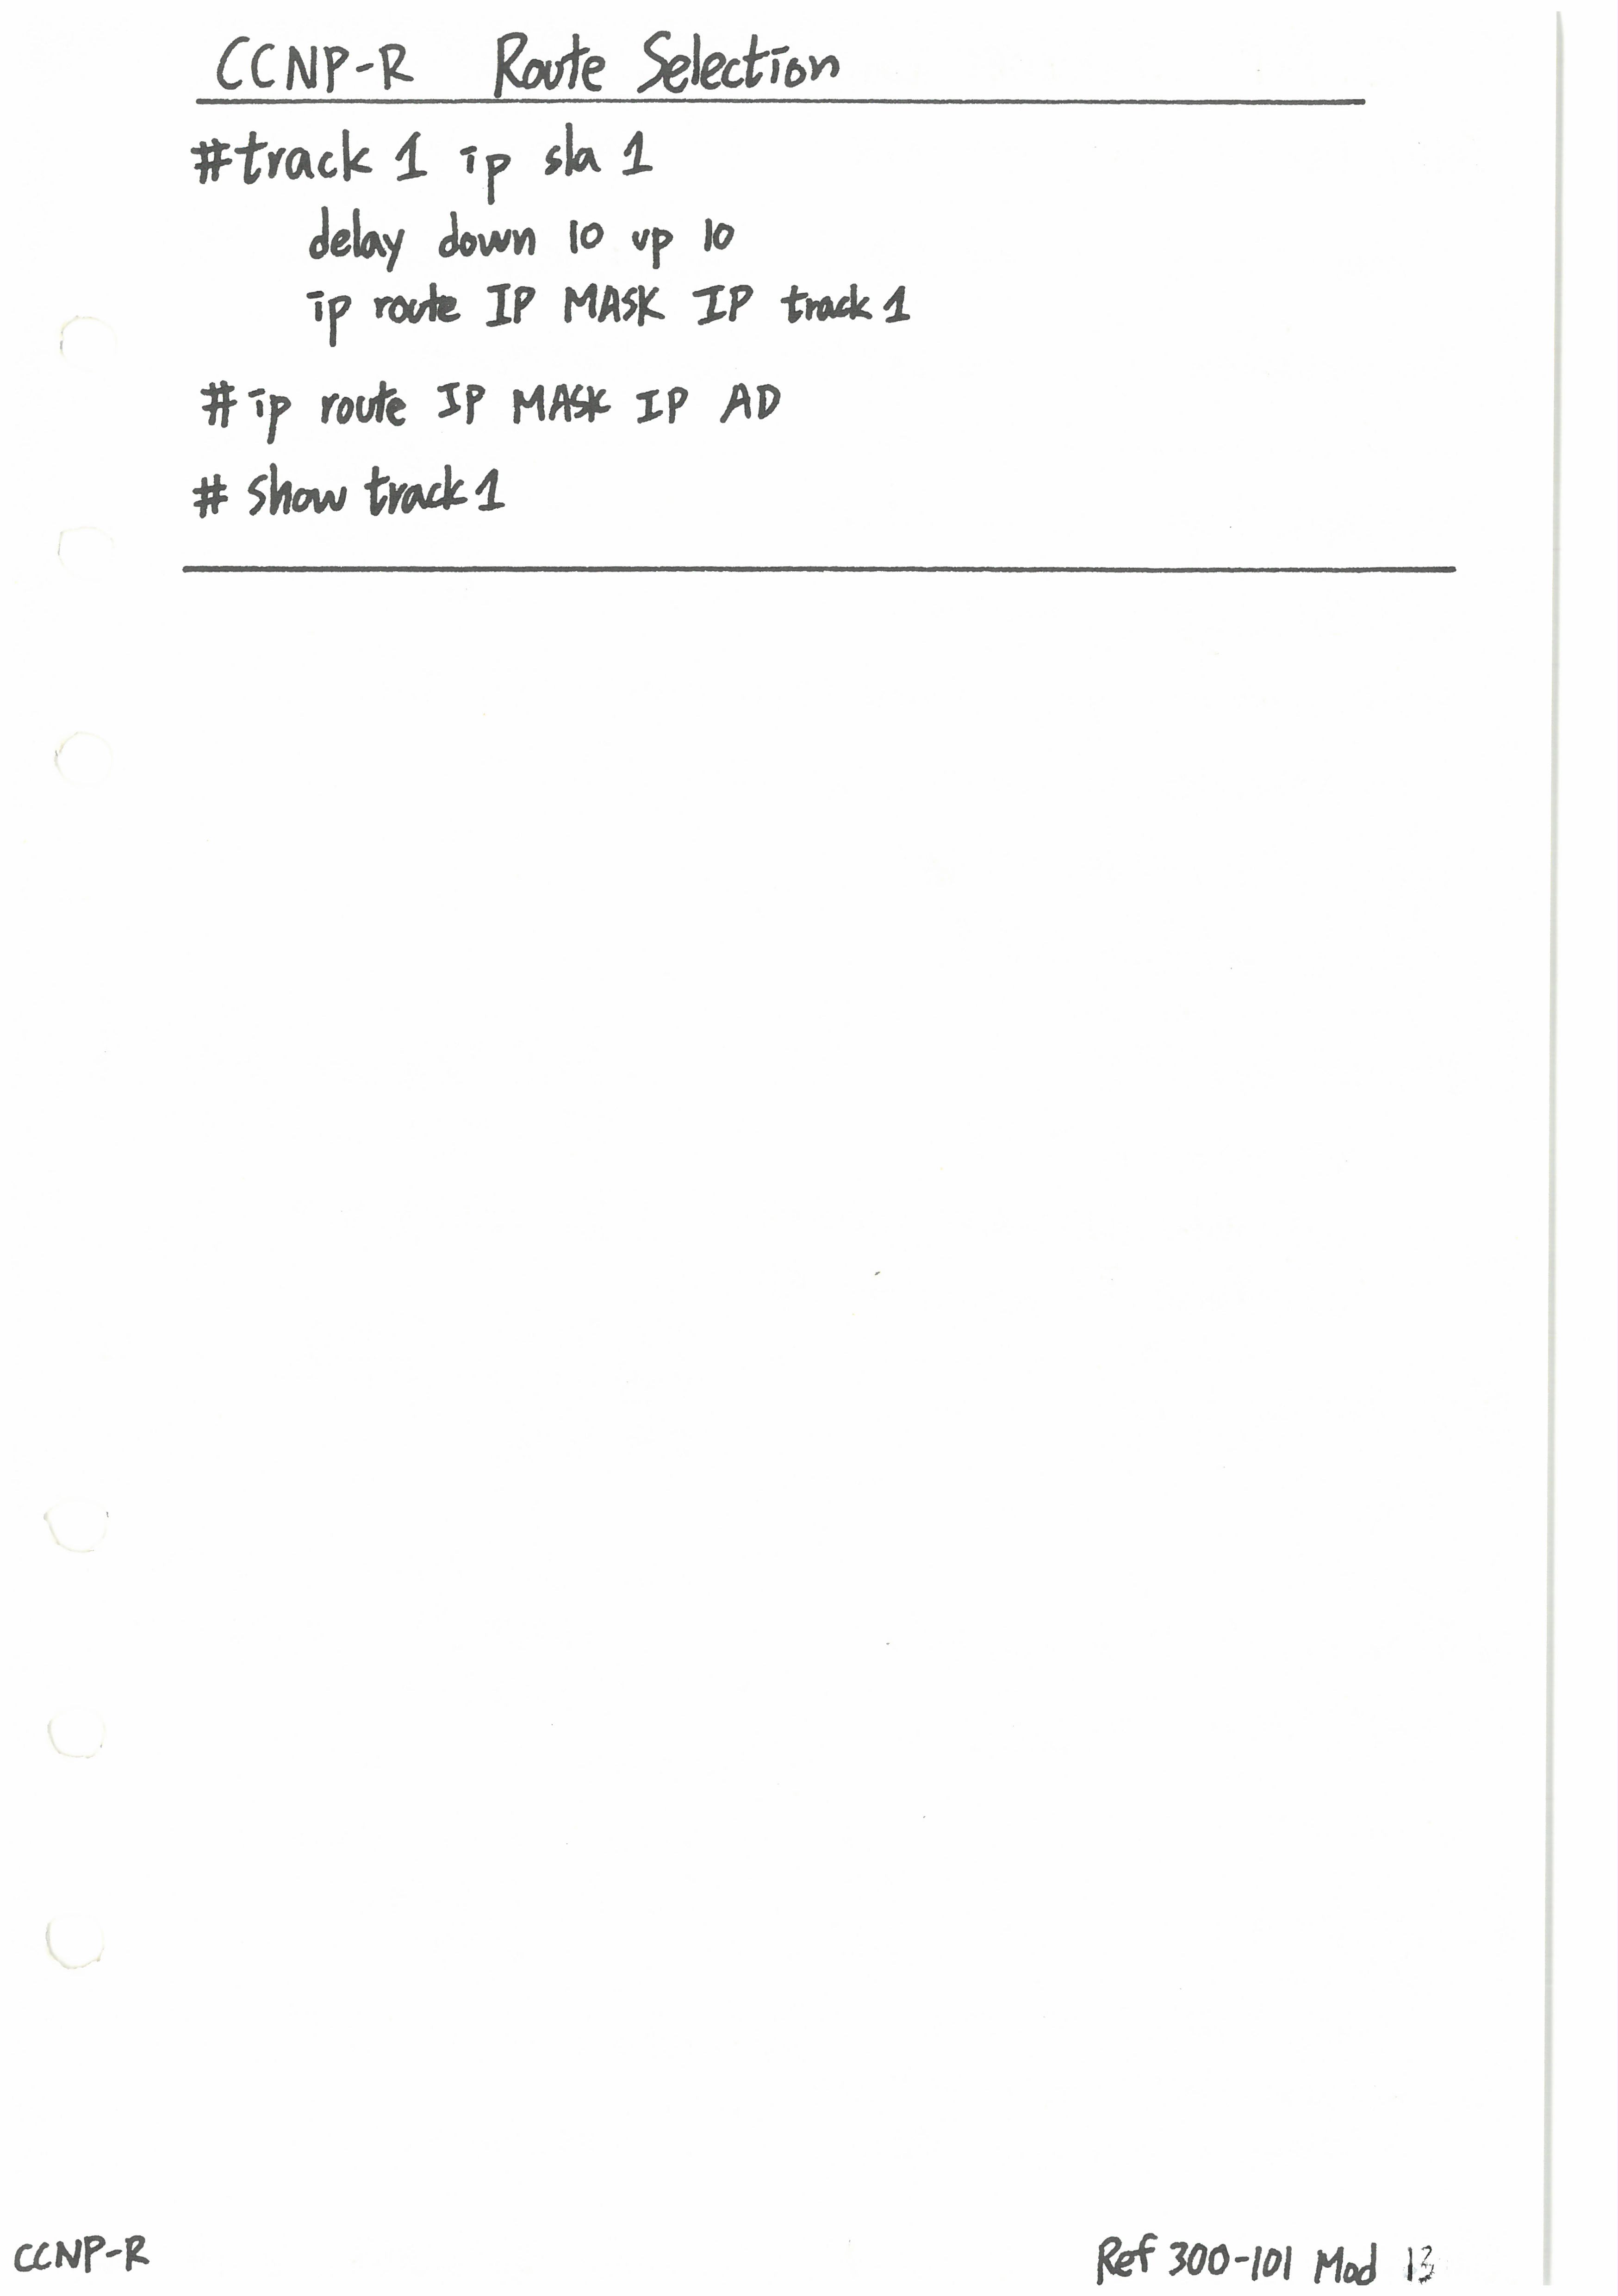 CCNP-R Route Selection
#track 1 ip sla 1
delay down 10 up 10
ip route IP MASK IP track 1
# ip route IP MASK IP AD
# show track 1
CCNP-R
Ref 300-101 Mod 13